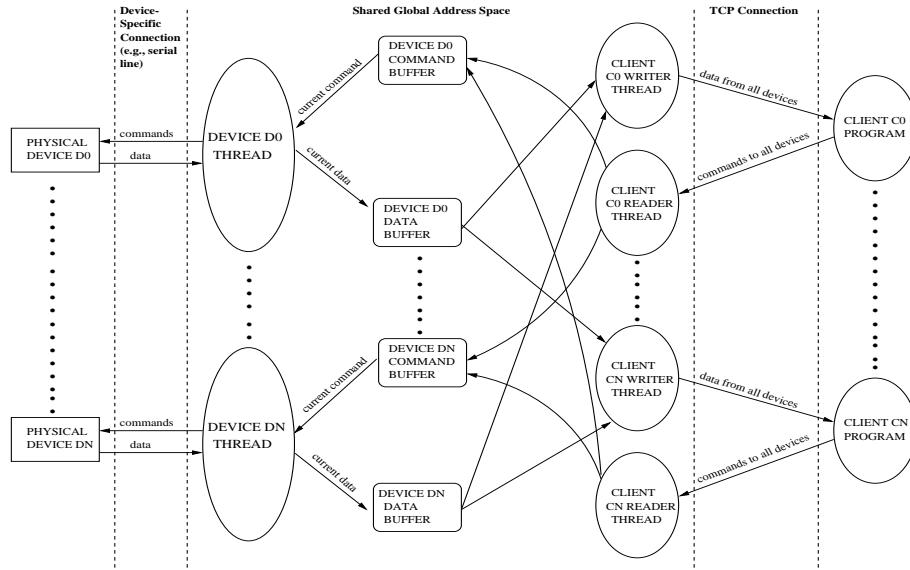 Device-
Specific
Connection
(e.g., serial
line)
Shared Global Address Space
TCP Connection
PHYSICAL
DEVICE D0
commands
data
DEVICE D0
THREAD
current command
current data
DEVICE D0
COMMAND
BUFFER
DEVICE D0
DATA
BUFFER
CLIENT
C0 WRITER
THREAD
CLIENT
C0 READER
THREAD
data from all devices
commands to all devices
CLIENT C0
PROGRAM
PHYSICAL
DEVICE DN
commands
data
DEVICE DN
THREAD
current command
current data
DEVICE DN
COMMAND
BUFFER
DEVICE DN
DATA
BUFFER
CLIENT
CN WRITER
THREAD
CLIENT
CN READER
THREAD
data from all devices
commands to all devices
CLIENT CN
PROGRAM